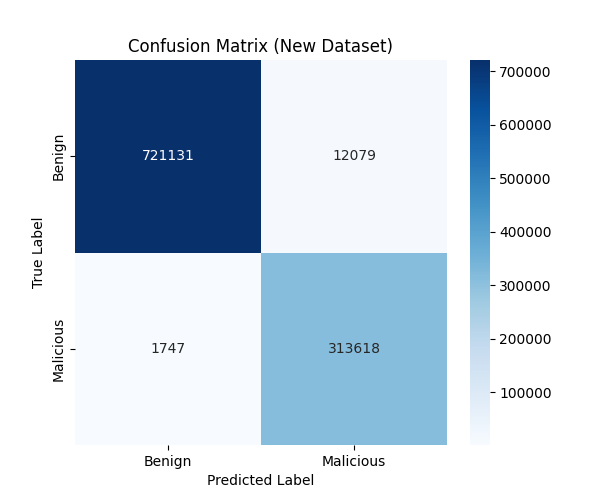 Confusion Matrix (New Dataset)
True Label
Benign
Malicious
721131
12079
1747
313618
Benign
Malicious
Predicted Label
700000
600000
500000
400000
300000
200000
100000